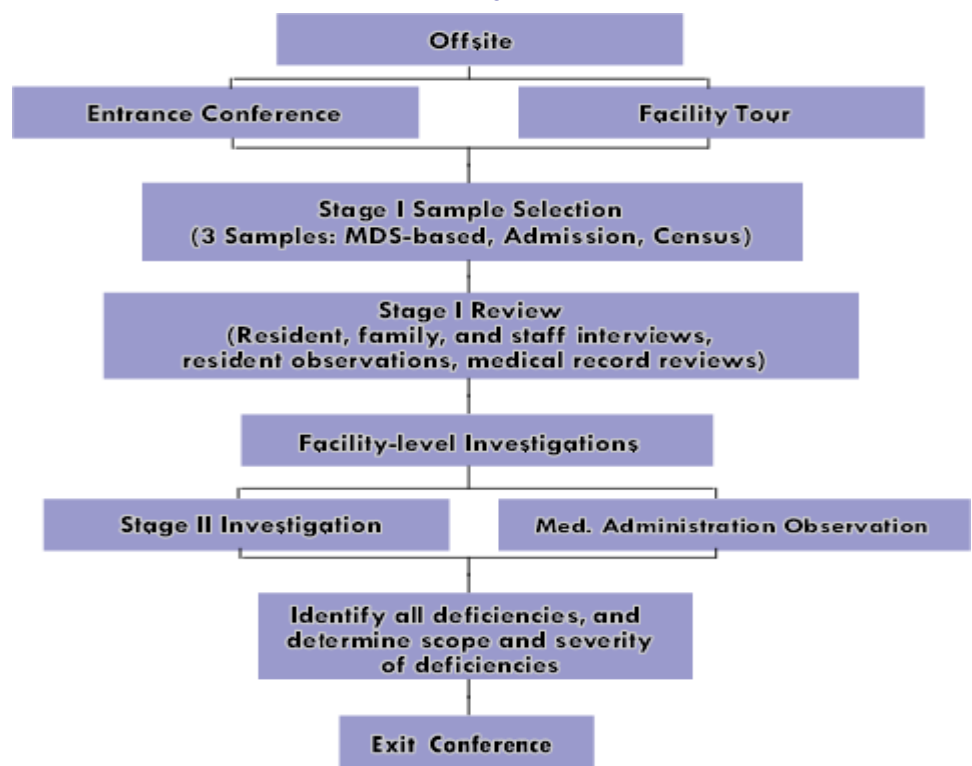 Offsite
Entrance Conference
Facility Tour
Stage I Sample Selection
(3 Samples: MDS-based, Admission, Census)
Stage I Review
(Resident, family, and staff interviews,
resident observations, medical record reviews)
Facility-level Investigations
Stage II Investigation
Med. Administration Observation
Identify all deficiencies, and
determine scope and severity
of deficiencies
Exit Conference